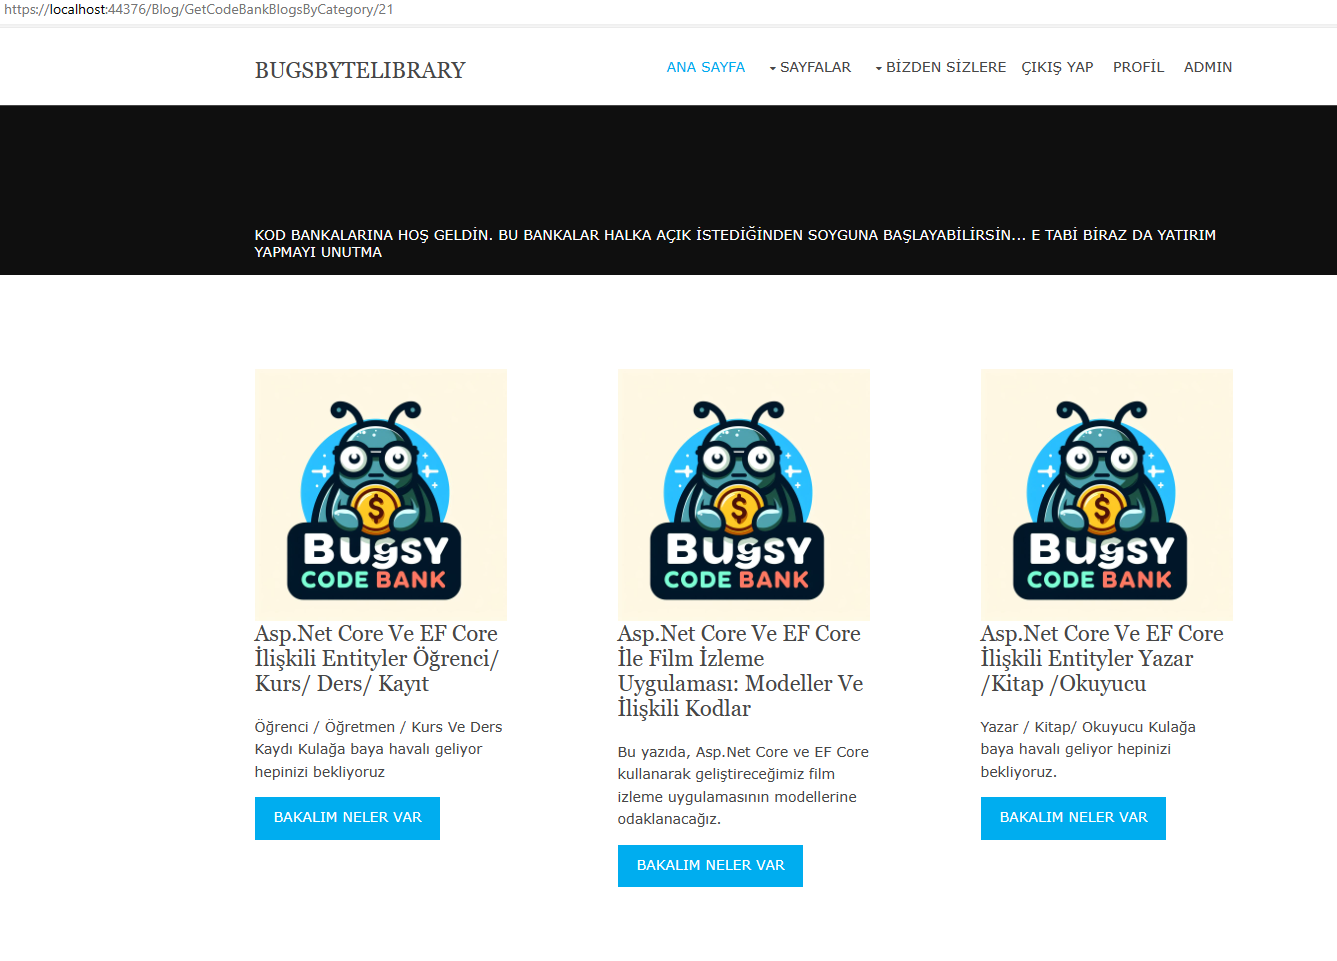 https://localhost:44376/Blog/GetCodeBankBlogsByCategory/21
BUGSBYTELIBRARY
ANA SAYFA SAYFALAR BİZDEN SİZLERE ÇIKIŞ YAP PROFİL ADMIN
KOD BANKALARINA HOŞ GELDİN. BU BANKALAR HALKA AÇIK İSTEDİĞİNDEN SOYGUNA BAŞLAYABİLİRSİN... E TABİ BİRAZ DA YATIRIM
YAPMAYI UNUTMA
$
Bugsy
CODE BANK
Asp.Net Core Ve EF Core
İlişkili Entityler Öğrenci/
Kurs/ Ders/ Kayıt
Öğrenci / Öğretmen / Kurs Ve Ders
Kaydı Kulağa baya havalı geliyor
hepinizi bekliyoruz
BAKALIM NELER VAR
$
Bugsy
CODE BANK
Asp.Net Core Ve EF Core
İle Film İzleme
Uygulaması: Modeller Ve
İlişkili Kodlar
Bu yazıda, Asp.Net Core ve EF Core
kullanarak geliştireceğimiz film
izleme uygulamasının modellerine
odaklanacağız.
BAKALIM NELER VAR
$
Bugsy
CODE BANK
Asp.Net Core Ve EF Core
İlişkili Entityler Yazar
/Kitap /Okuyucu
Yazar / Kitap/ Okuyucu Kulağa
baya havalı geliyor hepinizi
bekliyoruz.
BAKALIM NELER VAR